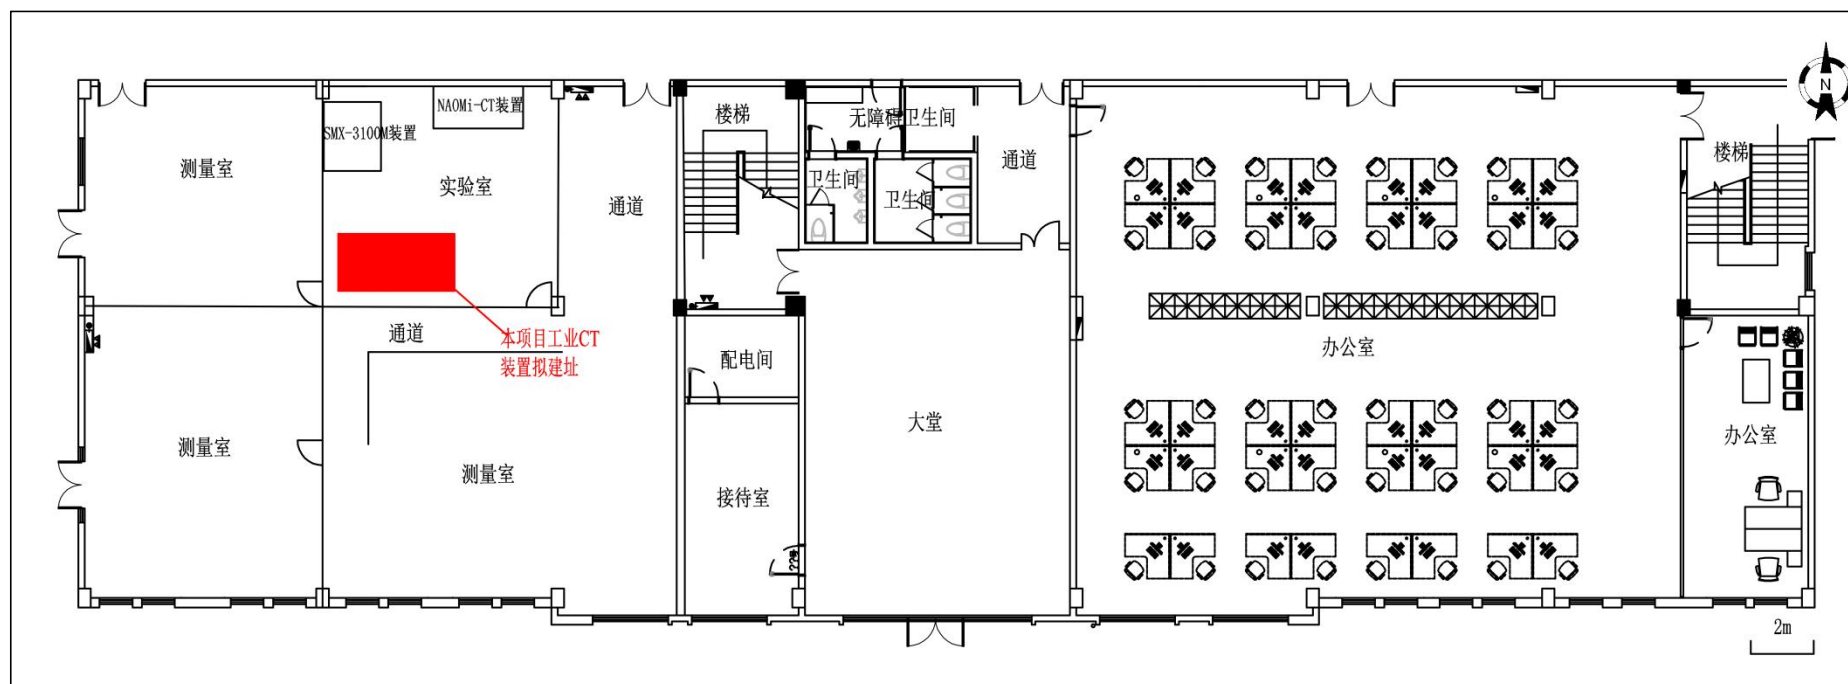 NAOMi-CT装置
SMX-3100M装置
楼梯
无障碍卫生间
N
测量室
实验室
通道
卫生间
卫生间
通道
楼梯
通道
本项目工业CT
装置拟建址
配电间
办公室
大堂
办公室
测量室
测量室
接待室
2m